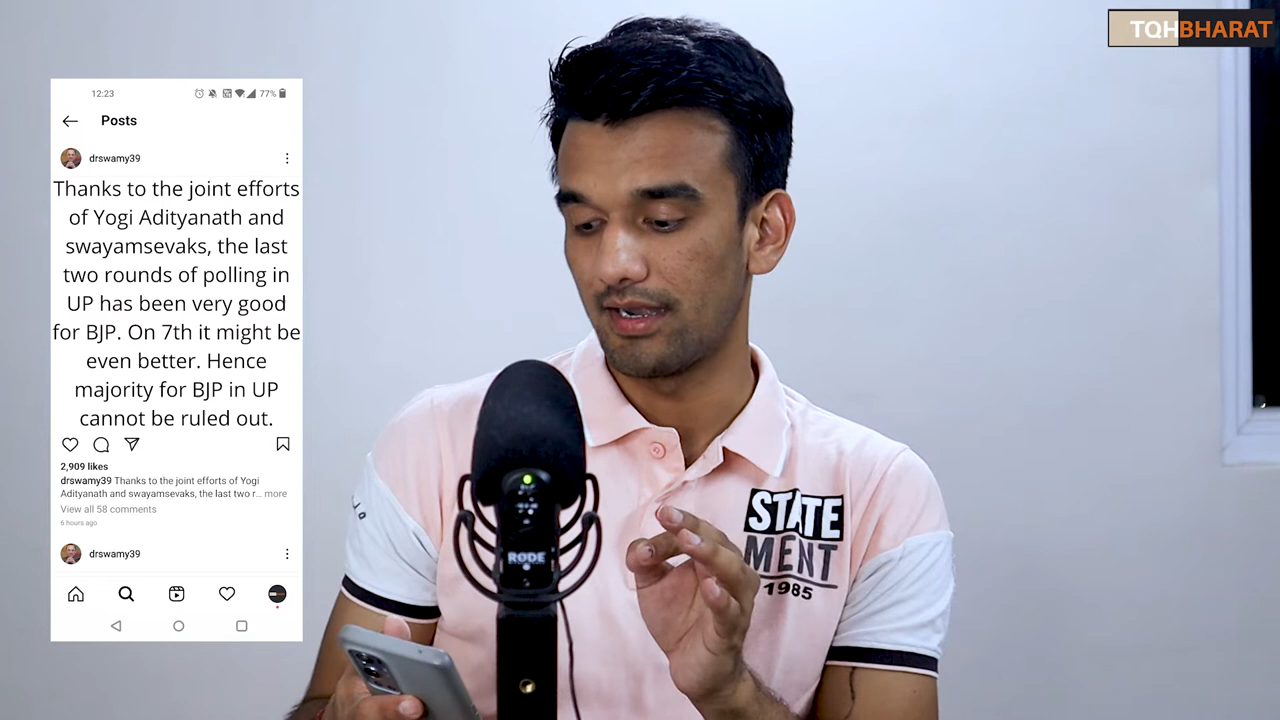 TQHBHARAT
12:23
77%
Posts
drswamy39
Thanks to the joint efforts
of Yogi Adityanath and
swayamsevaks, the last
two rounds of polling in
UP has been very good
for BJP. On 7th it might be
even better. Hence
majority for BJP in UP
cannot be ruled out.
2,909 likes
drswamy39 Thanks to the joint efforts of Yogi
Adityanath and swayamsevaks, the last two r... more
View all 58 comments
6 hours ago
drswamy39
RØDE
STATE
MENT
1985